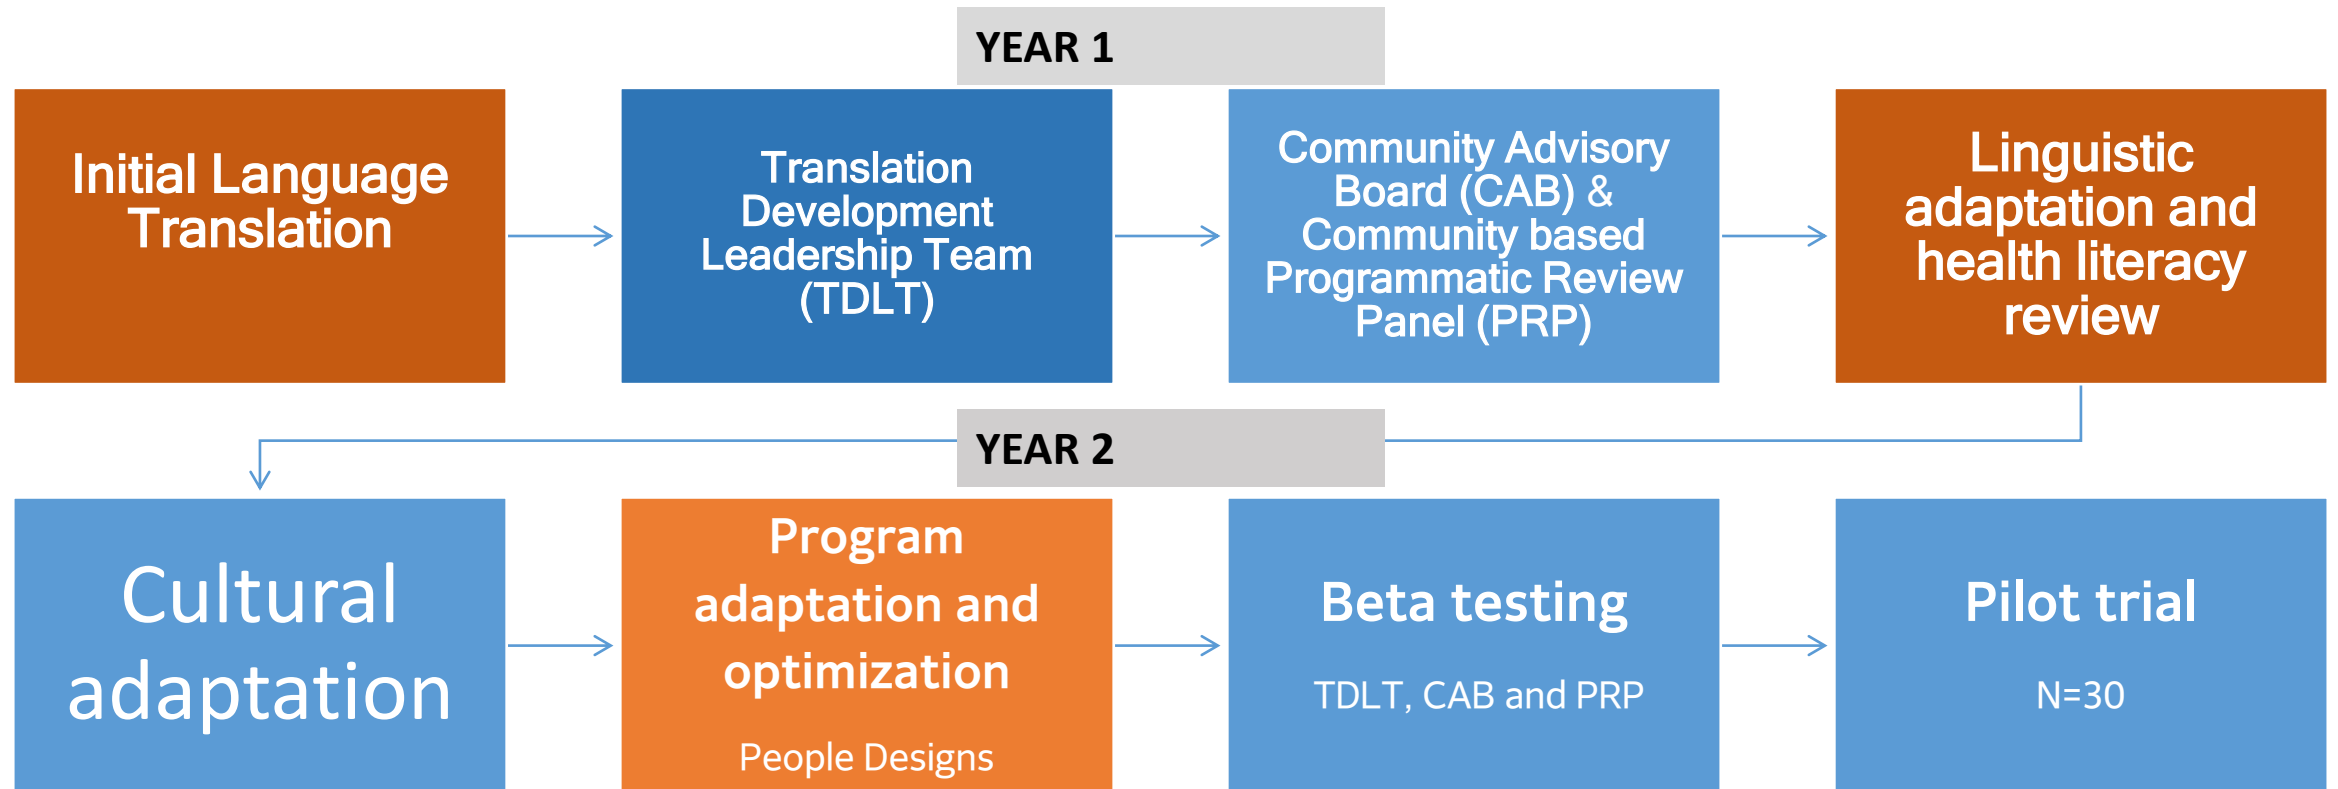 YEAR 1
Initial Language
Translation
Translation
Development
Leadership Team
(TDLT)
Community Advisory
Board (CAB) &
Community based
Programmatic Review
Panel (PRP)
Linguistic
adaptation and
health literacy
review
YEAR 2
Cultural
adaptation
Program
adaptation and
optimization
People Designs
Beta testing
TDLT, CAB and PRP
Pilot trial
N=30